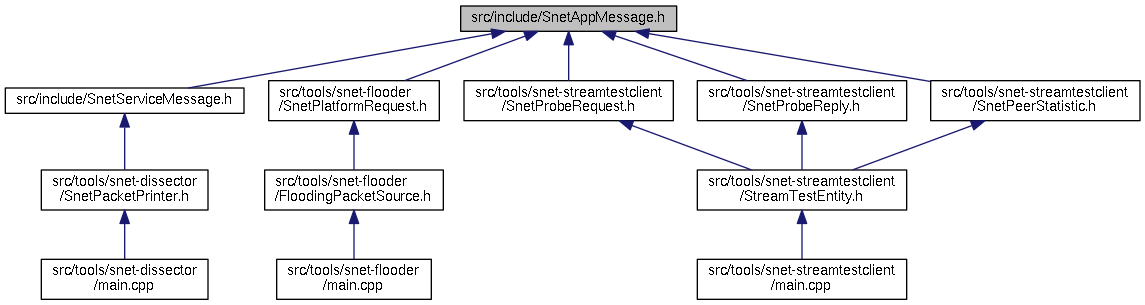 src/include/SnetAppMessage.h
src/include/SnetServiceMessage.h
src/tools/snet-flooder
/SnetPlatformRequest.h
src/tools/snet-streamtestclient
/SnetProbeRequest.h
src/tools/snet-streamtestclient
/SnetProbeReply.h
src/tools/snet-streamtestclient
/SnetPeerStatistic.h
src/tools/snet-dissector
/SnetPacketPrinter.h
src/tools/snet-flooder
/FloodingPacketSource.h
src/tools/snet-streamtestclient
/StreamTestEntity.h
src/tools/snet-dissector
/main.cpp
src/tools/snet-flooder
/main.cpp
src/tools/snet-streamtestclient
/main.cpp